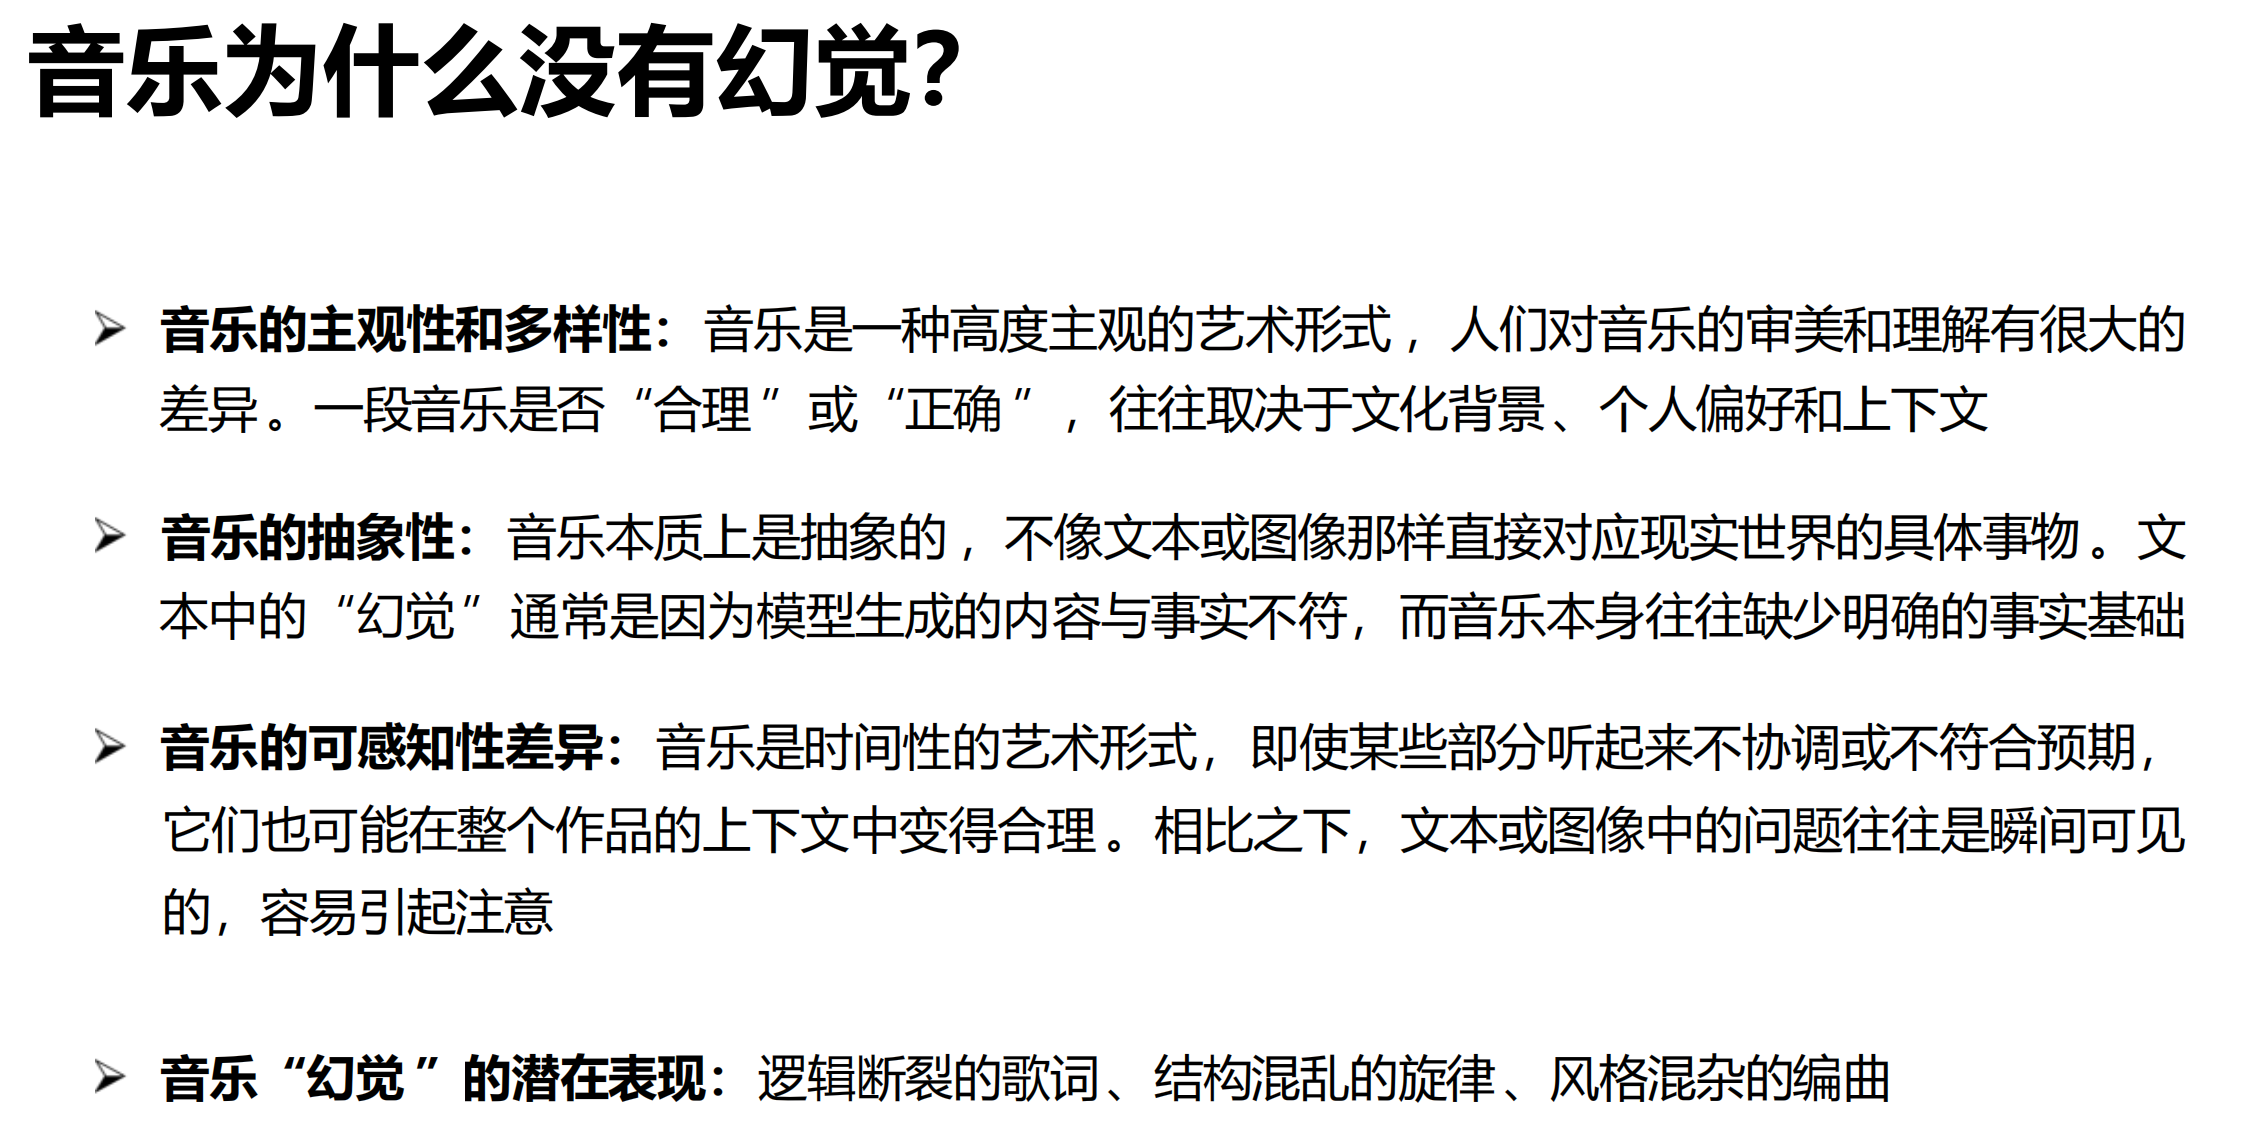 音乐为什么没有幻觉？
音乐的主观性和多样性：音乐是一种高度主观的艺术形式，人们对音乐的审美和理解有很大的
差异。一段音乐是否“合理”或“正确”，往往取决于文化背景、个人偏好和上下文
音乐的抽象性：音乐本质上是抽象的，不像文本或图像那样直接对应现实世界的具体事物。文
本中的“幻觉”通常是因为模型生成的内容与事实不符，而音乐本身往往缺少明确的事实基础
音乐的可感知性差异：音乐是时间性的艺术形式，即使某些部分听起来不协调或不符合预期，
它们也可能在整个作品的上下文中变得合理。相比之下，文本或图像中的问题往往是瞬间可见
的，容易引起注意
音乐“幻觉”的潜在表现：逻辑断裂的歌词、结构混乱的旋律、风格混杂的编曲